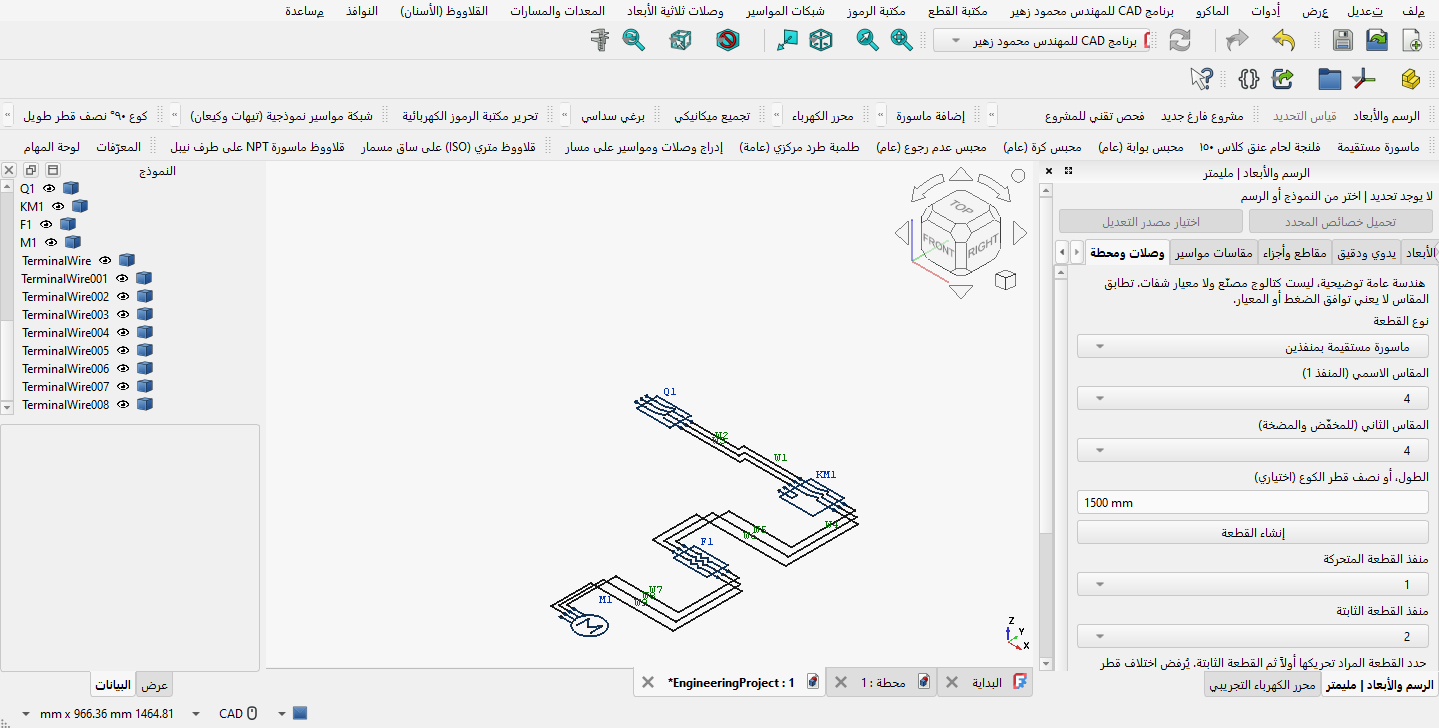 ملف تعديل عرض أدوات الماكرو برنامج CAD للمهندس محمود زهير مكتبة القطع مكتبة الرموز شبكات المواسير وصلات ثلاثية الأبعاد المعدات والمسارات القلاووظ (الأسنان) النوافذ مساعدة
برنامج CAD للمهندس محمود زهير
الرسم والأبعاد قياس التحديد مشروع فارغ جديد فحص تقني للمشروع « إضافة ماسورة « محرر الكهرباء « تجميع ميكانيكي برغي سداسي « تحرير مكتبة الرموز الكهربائية شبكة مواسير نموذجية (تيهات وكيعان) « كوع ٩٠° نصف قطر طويل «
ماسورة مستقيمة فلنجة لحام عنق كلاس ١٥٠ محبس بوابة (عام) محبس كرة (عام) محبس عدم رجوع (عام) طلمبة طرد مركزي (عامة) إدراج وصلات ومواسير على مسار قلاووظ متري (ISO) على ساق مسمار قلاووظ ماسورة NPT على طرف نيبل المعرّفات لوحة المهام
الرسم والأبعاد | مليمتر
لا يوجد تحديد | اختر من النموذج أو الرسم
تحميل خصائص المحدد اختيار مصدر التعديل
الأبعاد يدوي ودقيق مقاطع وأجزاء مقاسات مواسير وصلات ومحطة
هندسة عامة توضيحية، ليست كتالوج مصنّع ولا معيار شفات. تطابق
المقاس لا يعني توافق الضغط أو المعيار.
نوع القطعة
ماسورة مستقيمة بمنفذين
المقاس الاسمي (المنفذ 1)
4
المقاس الثاني (للمخفّض والمضخة)
4
الطول، أو نصف قطر الكوع (اختياري)
1500 mm
إنشاء القطعة
منفذ القطعة المتحركة
1
منفذ القطعة الثابتة
2
حدد القطعة المراد تحريكها أولاً ثم القطعة الثابتة. يُرفض اختلاف قطر
الرسم والأبعاد | مليمتر محرر الكهرباء التجريبي
TOP
FRONT
RIGHT
Q1
W2
W1
KM1
W4
W5
W6
F1
W7
W8
W9
M1
M
Z
Y
X
البداية
محطة : 1
EngineeringProject : 1*
النموذج
Q1
KM1
F1
M1
TerminalWire
TerminalWire001
TerminalWire002
TerminalWire003
TerminalWire004
TerminalWire005
TerminalWire006
TerminalWire007
TerminalWire008
عرض البيانات
CAD
1464.81 mm x 966.36 mm